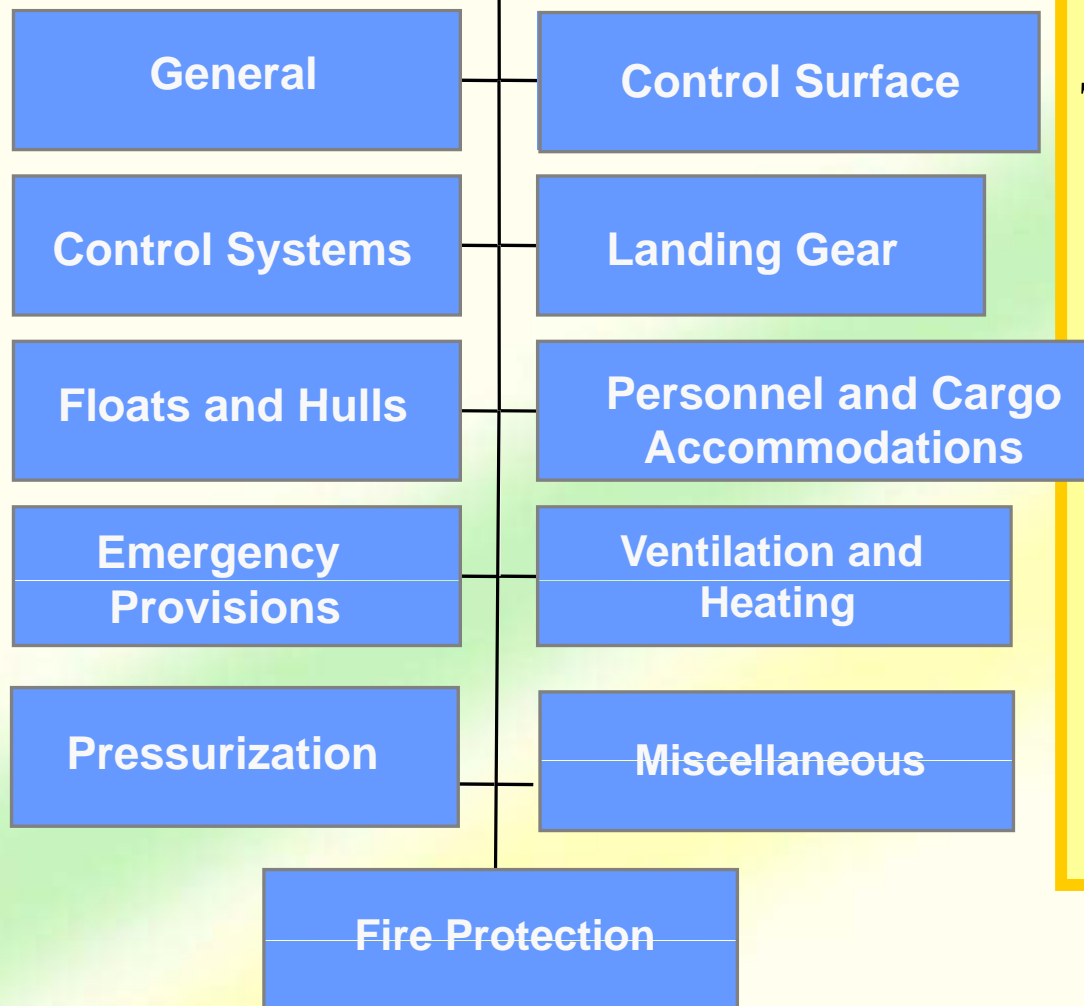 General
Control Surface
Control Systems
Landing Gear
Floats and Hulls
Personnel and Cargo
Accommodations
Emergency
Provisions
Ventilation and
Heating
Pressurization
Miscellaneous
Fire Protection